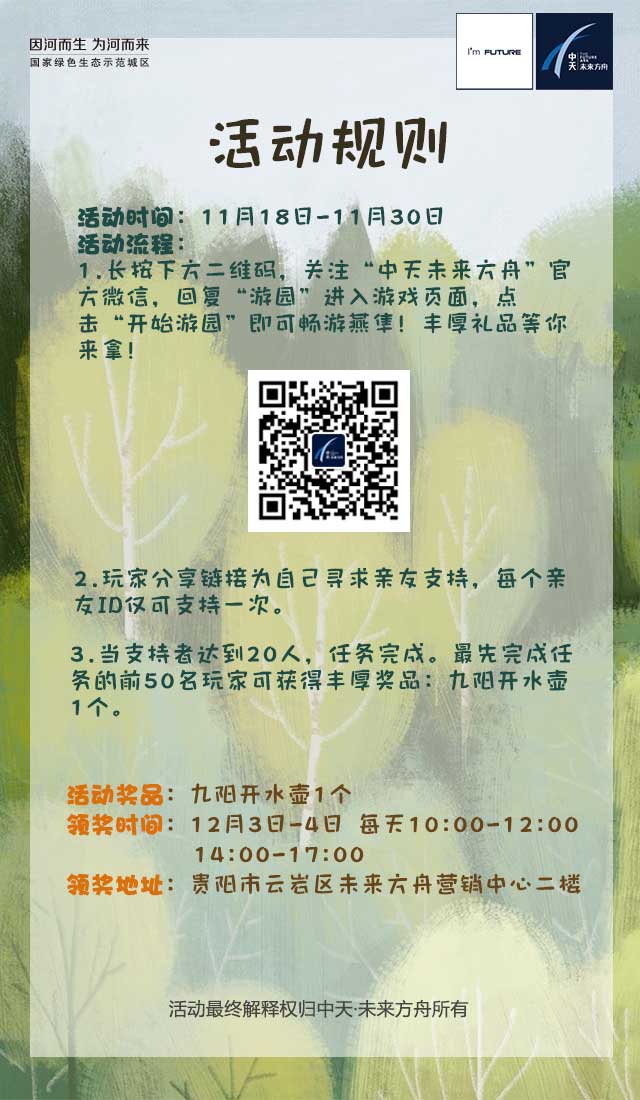 因河而生 为河而来
国家绿色生态示范城区
I'm FUTURE
中天 THE FUTURE ARK 未来方舟
活动规则
活动时间：11月18日-11月30日
活动流程：
1.长按下方二维码，关注“中天未来方舟”官
方微信，回复“游园”进入游戏页面，点
击“开始游园”即可畅游燕隼！丰厚礼品等你
来拿！
2.玩家分享链接为自己寻求亲友支持，每个亲
友ID仅可支持一次。
3.当支持者达到20人，任务完成。最先完成任
务的前50名玩家可获得丰厚奖品：九阳开水壶
1个。
活动奖品：九阳开水壶1个
领奖时间：12月3日-4日 每天10:00-12:00
14:00-17:00
领奖地址：贵阳市云岩区未来方舟营销中心二楼
活动最终解释权归中天·未来方舟所有